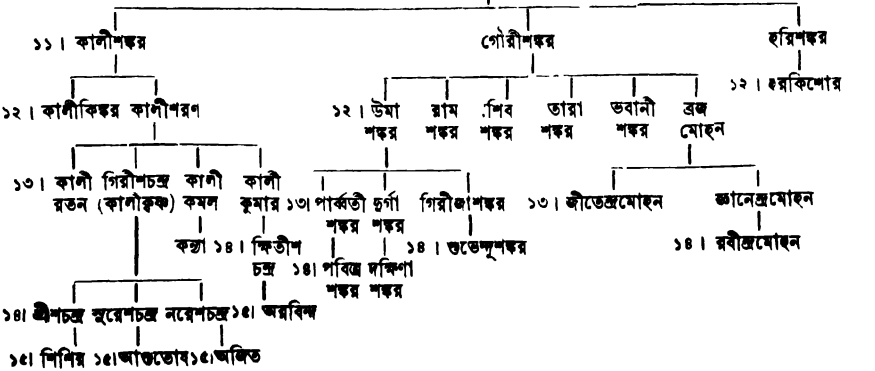 ১১। কালীশঙ্কর গৌরীশঙ্কর হরিশঙ্কর
১২। হরকিশোর
১২। কালীকিঙ্কর কালীশরণ ১২। উমা রাম শিব তারা ভবানী ব্রজ
শঙ্কর শঙ্কর শঙ্কর শঙ্কর শঙ্কর মোহন
১৩। কালী গিরীশচন্দ্র কালী কালী ১৩। পার্ব্বতী দুর্গা গিরীজাশঙ্কর ১৩। জীতেন্দ্রমোহন জ্ঞানেন্দ্রমোহন
রতন (কালীকৃষ্ণ) কমল কুমার শঙ্কর শঙ্কর
কন্যা ১৪। ক্ষিতীশ ১৪। শুভেন্দুশঙ্কর ১৪। রবীন্দ্রমোহন
চন্দ্র ১৪। পবিত্র দক্ষিণা
শঙ্কর শঙ্কর
১৪। শ্রীশচন্দ্র সুরেশচন্দ্র নরেশচন্দ্র ১৫। অরবিন্দ
১৫। শিশির ১৫। আশুতোষ ১৫। অজিত